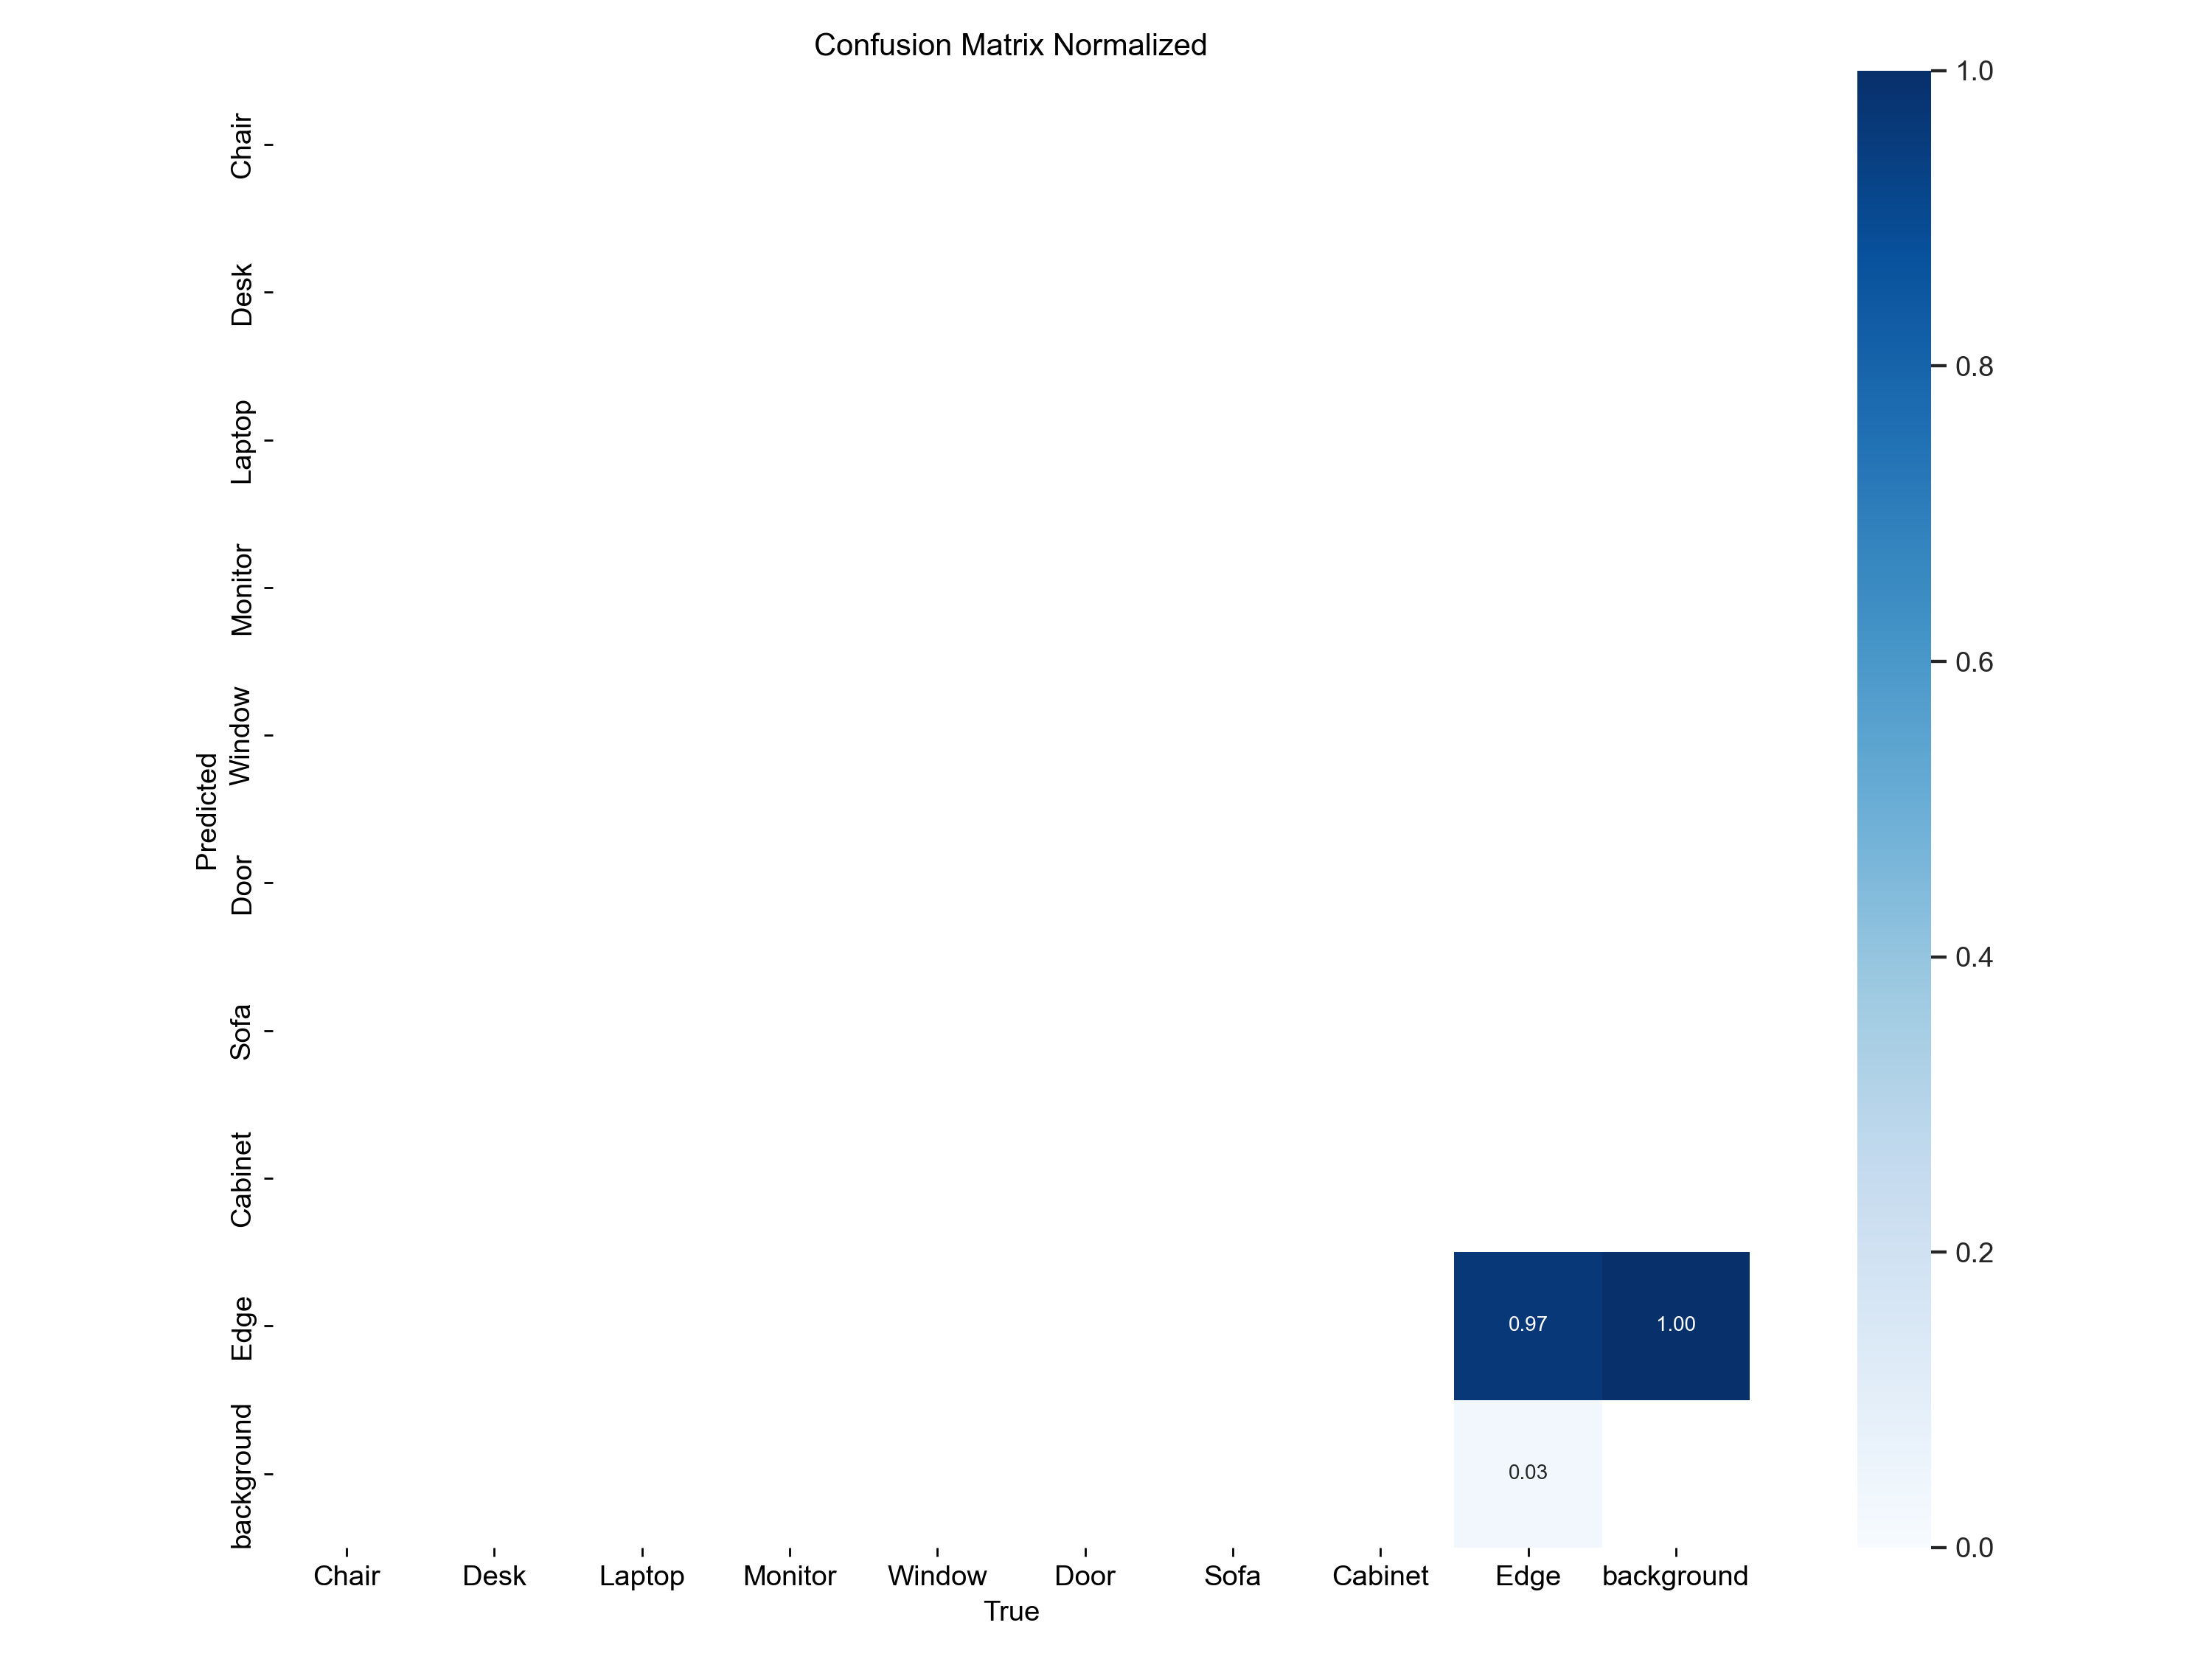 Confusion Matrix Normalized
Predicted
Chair
Desk
Laptop
Monitor
Window
Door
Sofa
Cabinet
Edge
background
0.97
1.00
0.03
Chair
Desk
Laptop
Monitor
Window
Door
Sofa
Cabinet
Edge
background
True
1.0
0.8
0.6
0.4
0.2
0.0